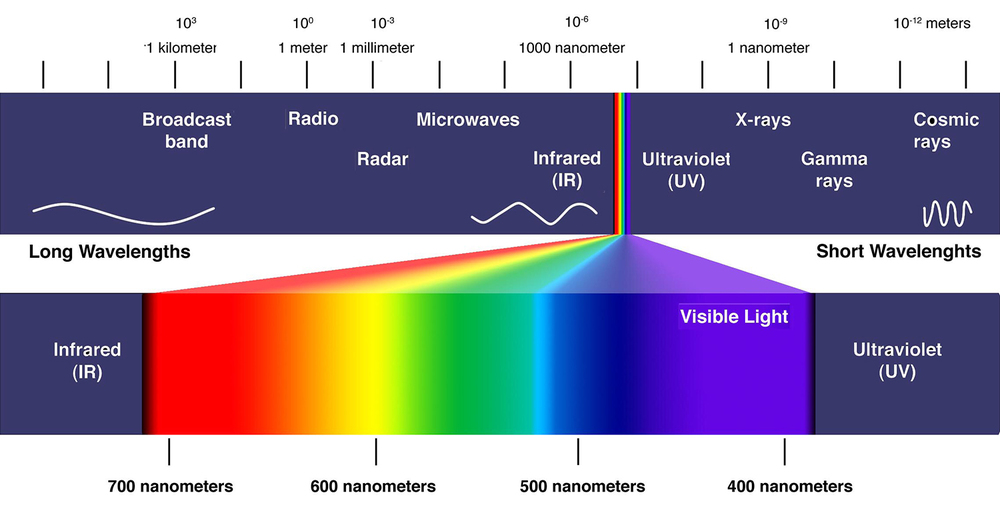 10³ 10⁰ 10⁻³ 10⁻⁶ 10⁻⁹ 10⁻¹² meters
1 kilometer 1 meter 1 millimeter 1000 nanometer 1 nanometer
Broadcast
band
Radio
Radar
Microwaves
Infrared
(IR)
Ultraviolet
(UV)
X-rays
Gamma
rays
Cosmic
rays
Long Wavelengths
Short Wavelenghts
Infrared
(IR)
Visible Light
Ultraviolet
(UV)
700 nanometers 600 nanometers 500 nanometers 400 nanometers